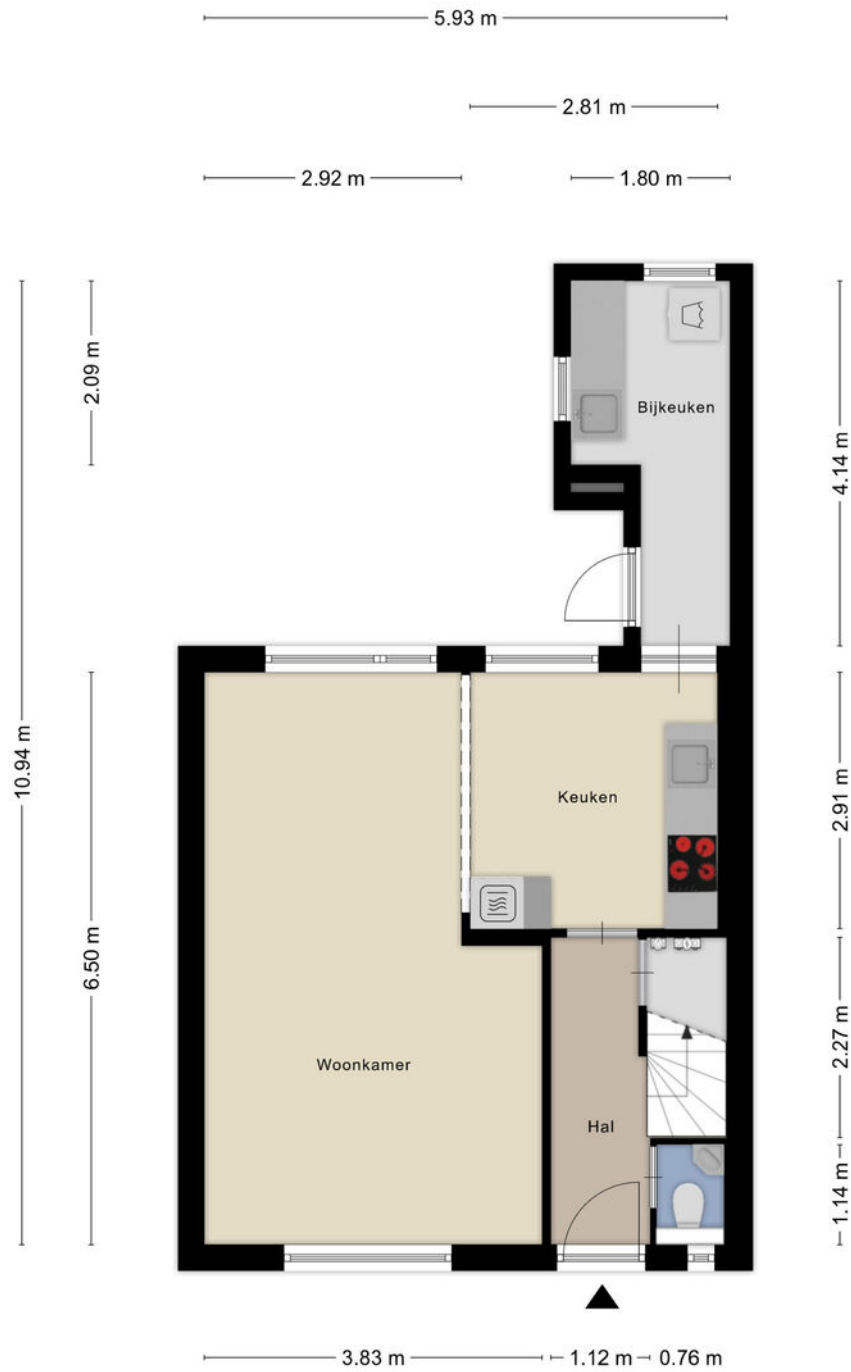 5.93 m
2.81 m
2.92 m
1.80 m
2.09 m
Bijkeuken
4.14 m
10.94 m
Keuken
2.91 m
6.50 m
Woonkamer
2.27 m
Hal
1.14 m
3.83 m
1.12 m
0.76 m